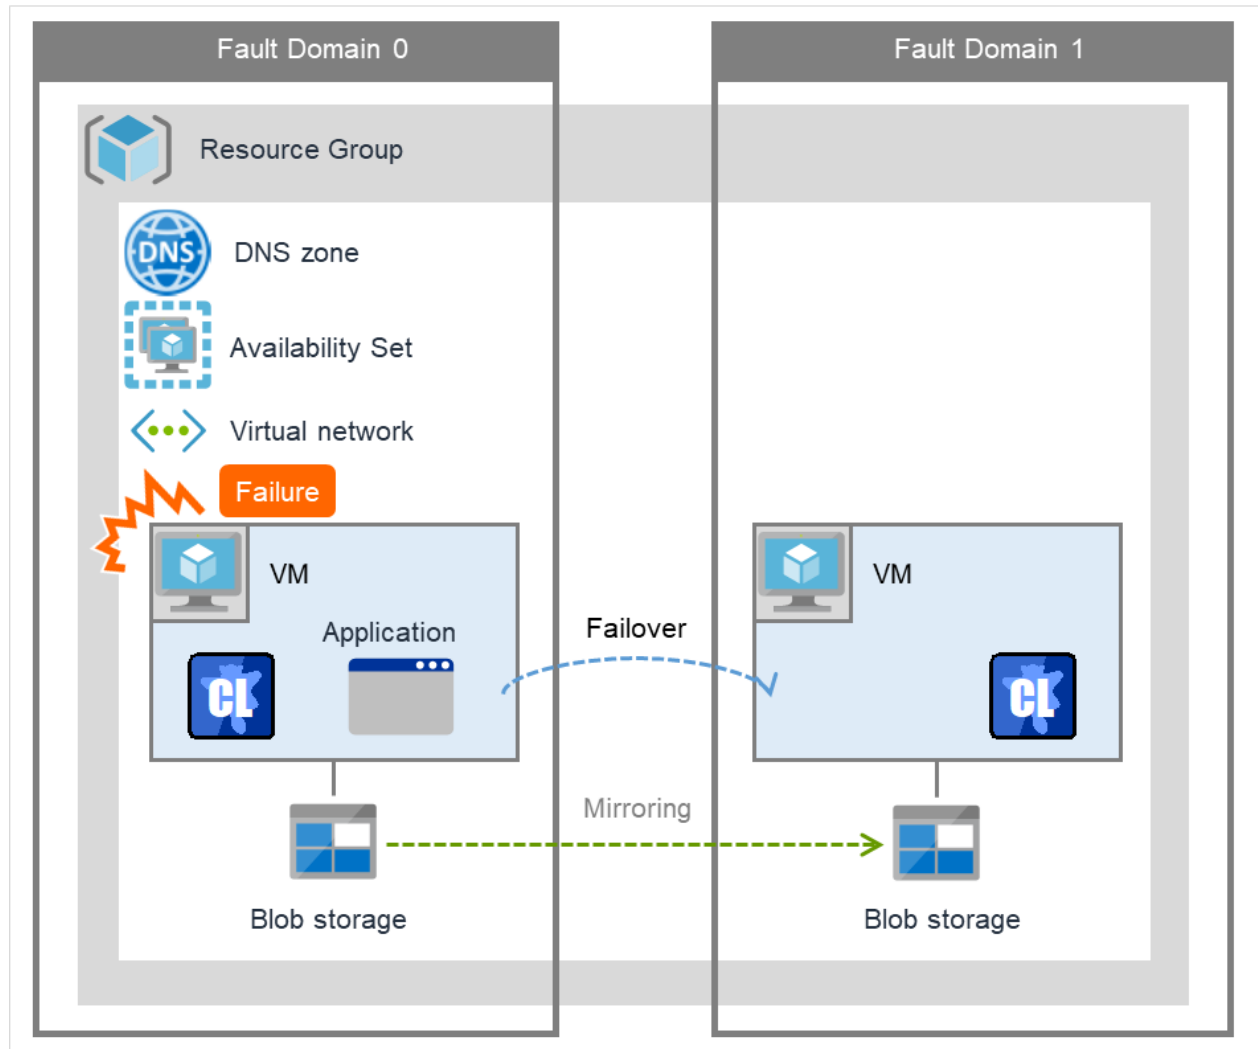 Fault Domain 0
Fault Domain 1
Resource Group
DNS
DNS zone
Availability Set
Virtual network
Failure
VM
VM
Application
Failover
CL
CL
Mirroring
Blob storage
Blob storage